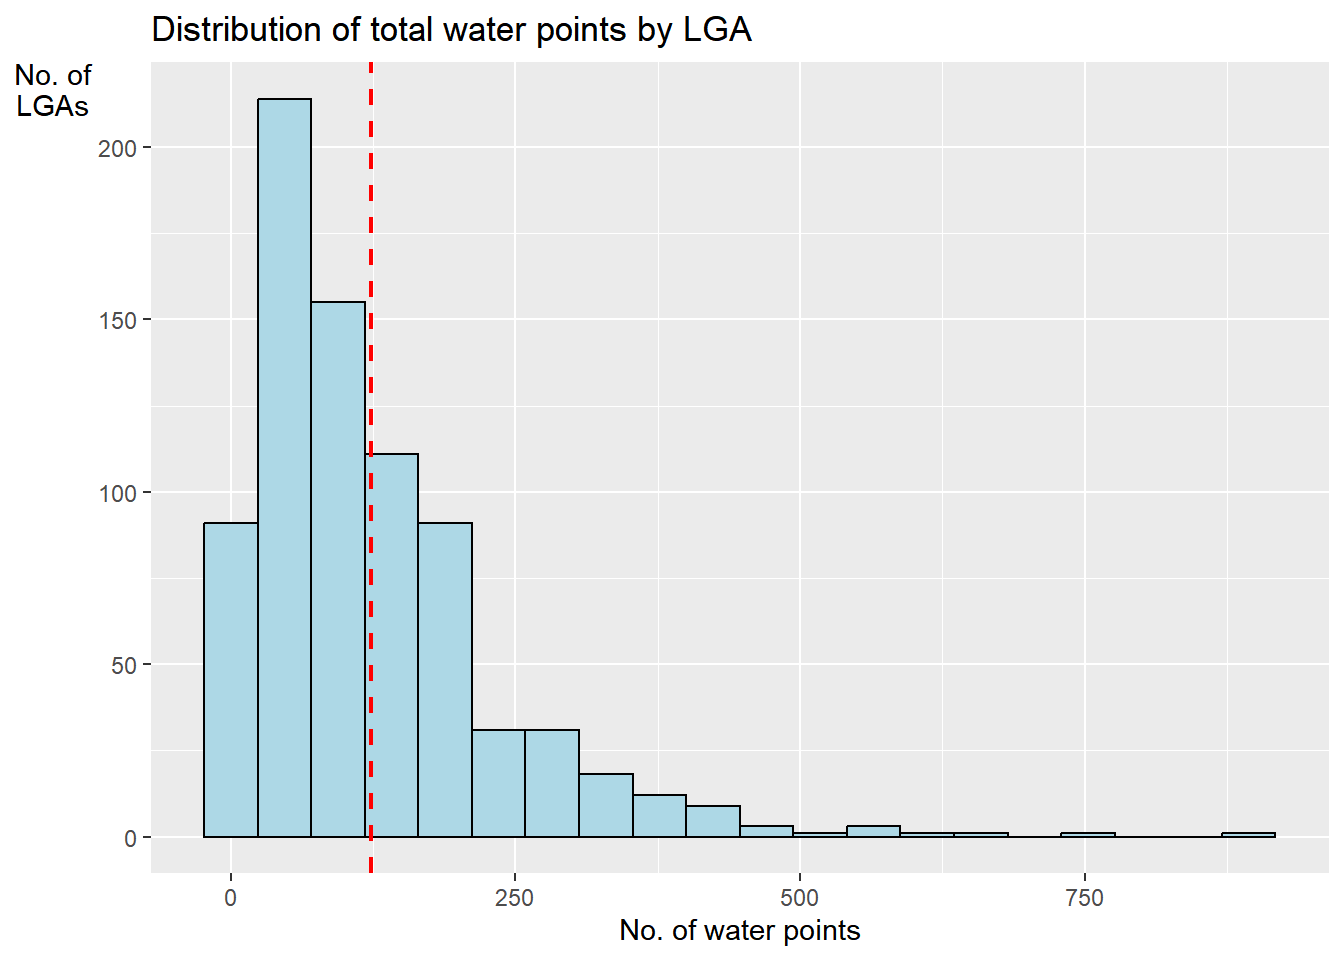 Distribution of total water points by LGA
No. of
LGAs
200
150
100
50
0
0
250
500
750
No. of water points